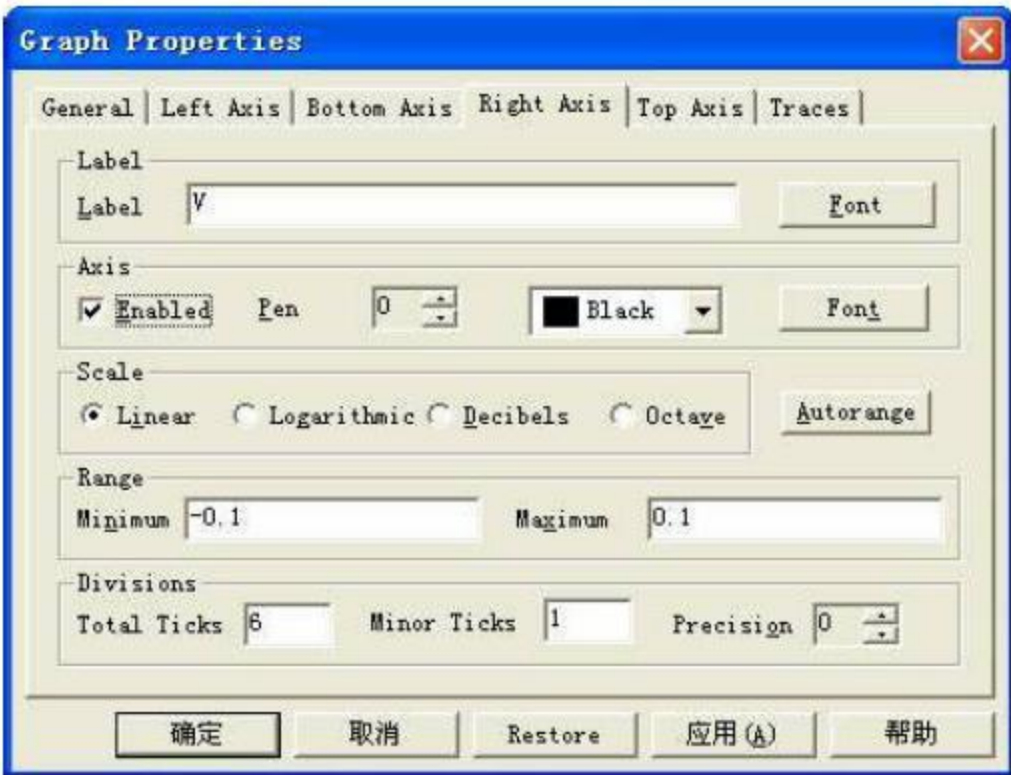 Graph Properties
General Left Axis Bottom Axis Right Axis Top Axis Traces
Label
Label V Font
Axis
Enabled Pen 0 Black Font
Scale
Linear Logarithmic Decibels Octave Autorange
Range
Minimum -0.1 Maximum 0.1
Divisions
Total Ticks 6 Minor Ticks 1 Precision 0
确定 取消 Restore 应用(A) 帮助